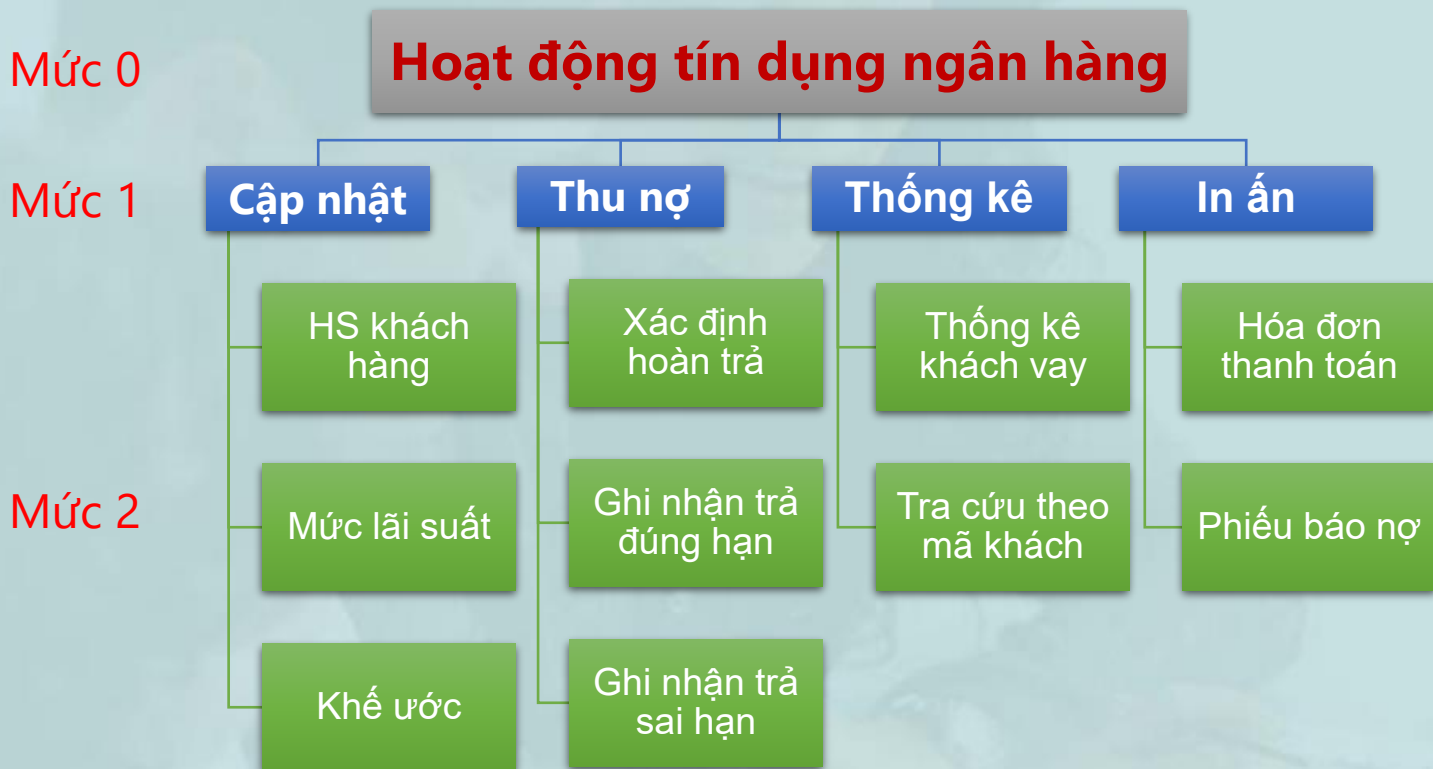 Mức 0
Hoạt động tín dụng ngân hàng
Mức 1
Cập nhật
Thu nợ
Thống kê
In ấn
HS khách
hàng
Xác định
hoàn trả
Thống kê
khách vay
Hóa đơn
thanh toán
Mức 2
Mức lãi suất
Ghi nhận trả
đúng hạn
Tra cứu theo
mã khách
Phiếu báo nợ
Khế ước
Ghi nhận trả
sai hạn